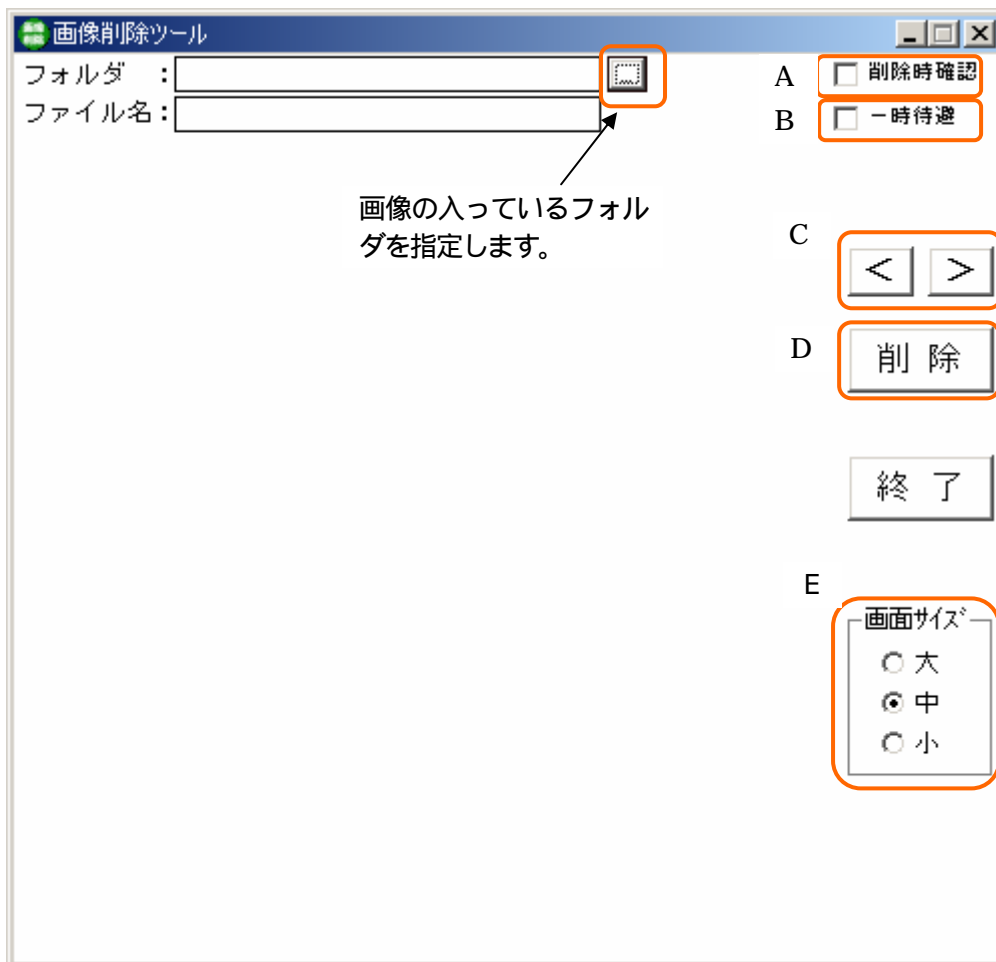 画像削除ツール
フォルダ :
ファイル名:
A
削除時確認
B
一時待避
画像の入っているフォル
ダを指定します。
C
< >
D
削 除
終 了
E
画面サイズ
大
中
小